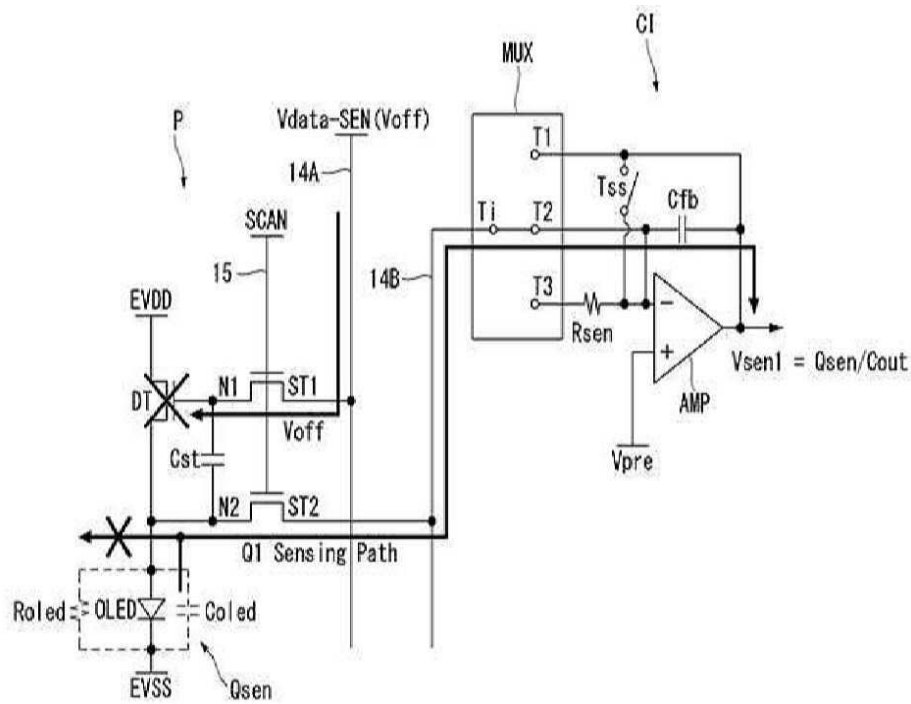 CI
MUX
P
Vdata-SEN(Voff)
T1
14A
Tss
Cfb
SCAN
Ti
T2
15
14B
T3
EVDD
Rsen
−
+
Vsen1 = Qsen/Cout
DT
N1
ST1
AMP
Voff
Cst
Vpre
N2
ST2
Q1 Sensing Path
Roled
OLED
Coled
EVSS
Qsen